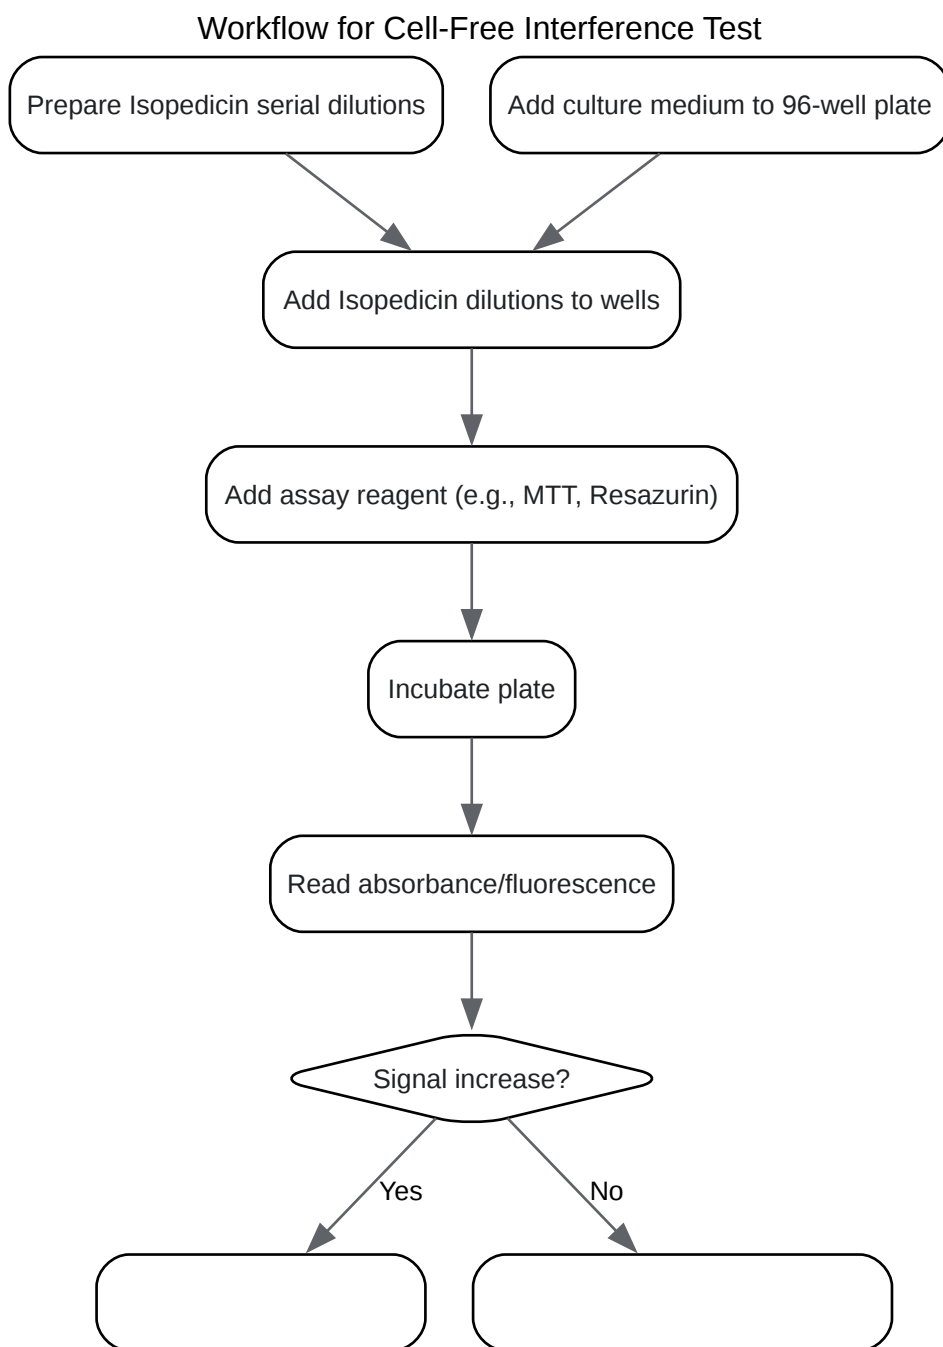 Workflow for Cell-Free Interference Test
Prepare Isopedicin serial dilutions
Add culture medium to 96-well plate
Add Isopedicin dilutions to wells
Add assay reagent (e.g., MTT, Resazurin)
Incubate plate
Read absorbance/fluorescence
Signal increase?
Yes
No